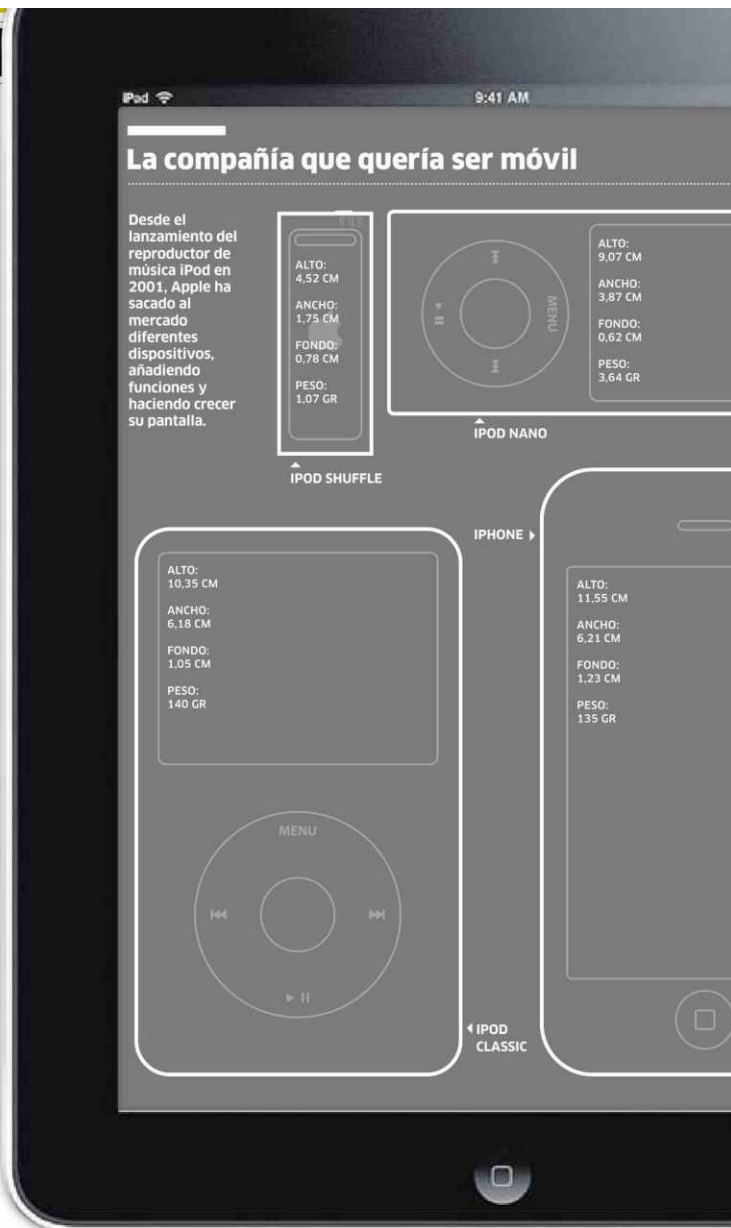 iPad
9:41 AM
La compañía que quería ser móvil
Desde el
lanzamiento del
reproductor de
música iPod en
2001, Apple ha
sacado al
mercado
diferentes
dispositivos,
añadiendo
funciones y
haciendo crecer
su pantalla.
ALTO:
4,52 CM
ANCHO:
1,75 CM
FONDO:
0,78 CM
PESO:
1,07 GR
IPOD SHUFFLE
MENU
ALTO:
9,07 CM
ANCHO:
3,87 CM
FONDO:
0,62 CM
PESO:
3,64 GR
IPOD NANO
ALTO:
10,35 CM
ANCHO:
6,18 CM
FONDO:
1,05 CM
PESO:
140 GR
MENU
IPOD
CLASSIC
IPHONE
ALTO:
11,55 CM
ANCHO:
6,21 CM
FONDO:
1,23 CM
PESO:
135 GR